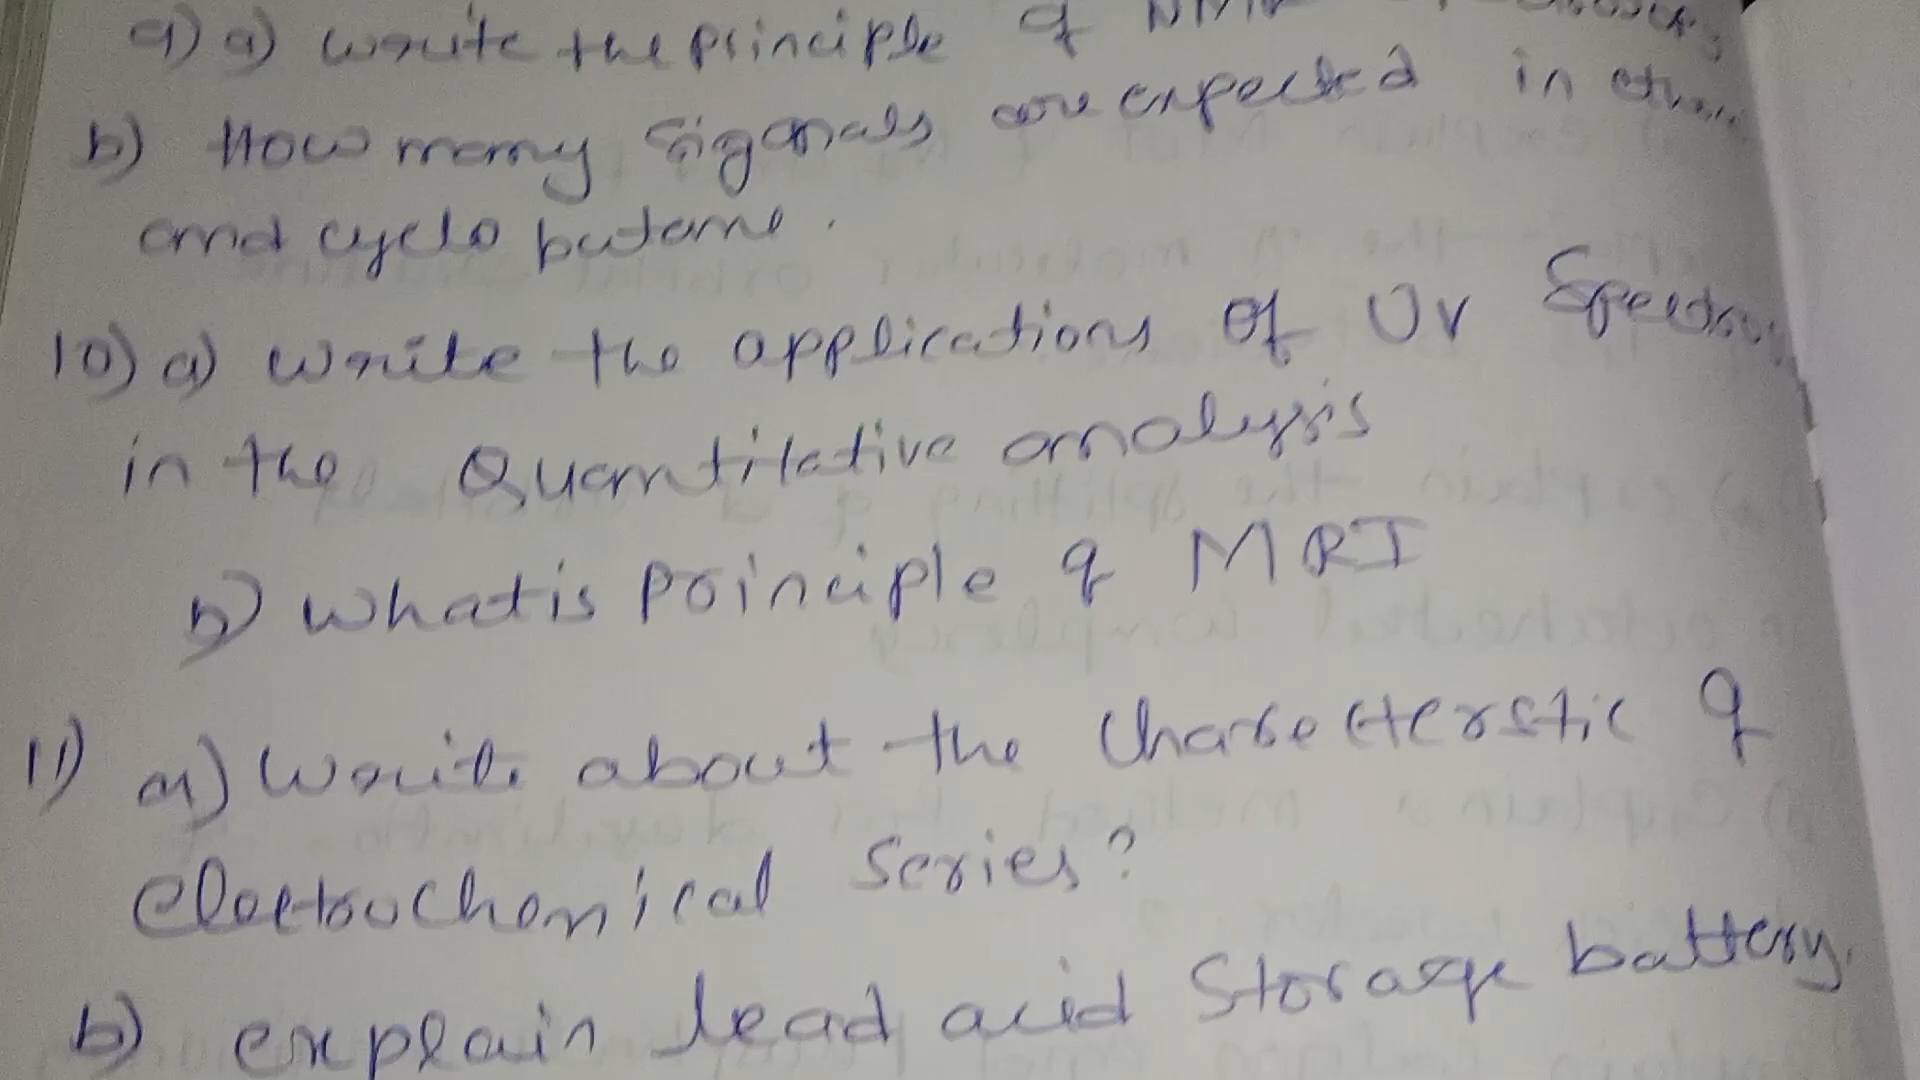 9) a) write the principle of NMR
b) How many signals are expected in
and cyclo butane.
10) a) write the applications of UV
in the Quantitative analysis
b) what is principle of MRI
11) a) write about the charecterstic of
electrochemical series?
b) explain lead acid storage battery.